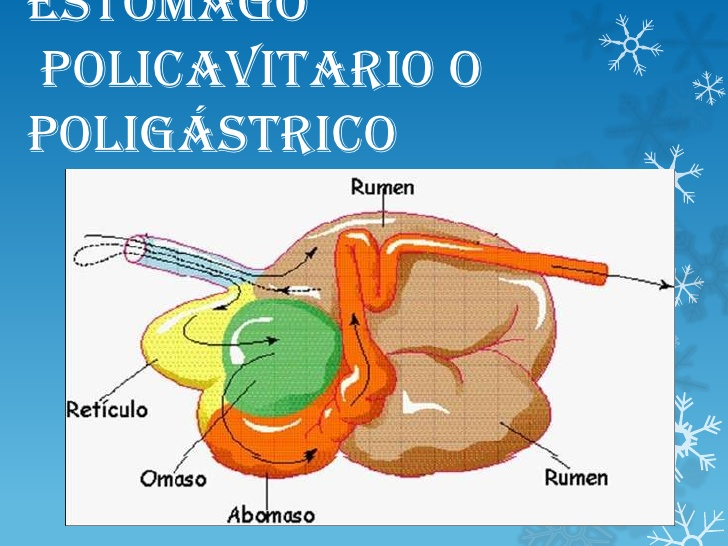 ESTÓMAGO
POLICAVITARIO O
POLIGÁSTRICO
Rumen
Retículo
Omaso
Rumen
Abomaso